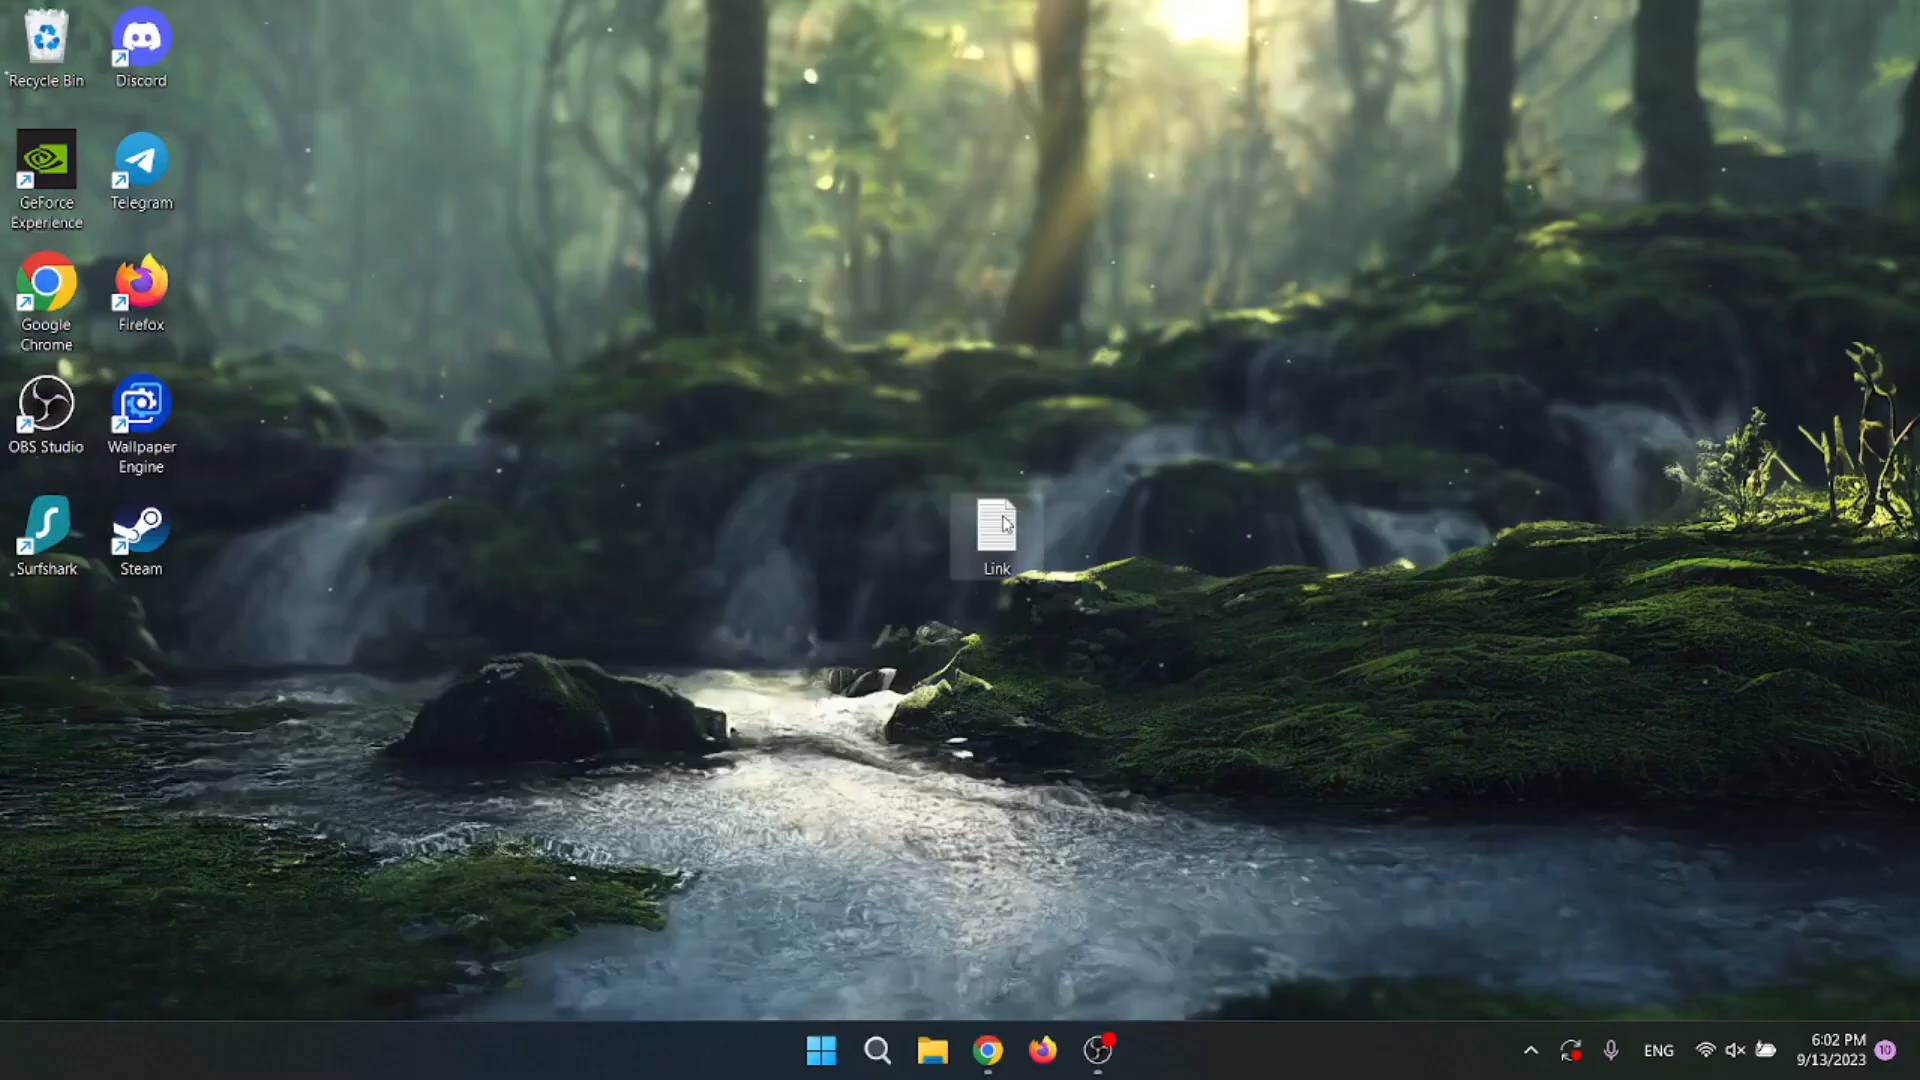 Recycle Bin
Discord
GeForce
Experience
Telegram
Google
Chrome
Firefox
OBS Studio
Wallpaper
Engine
Surfshark
Steam
Link
ENG
6:02 PM
9/13/2023
10